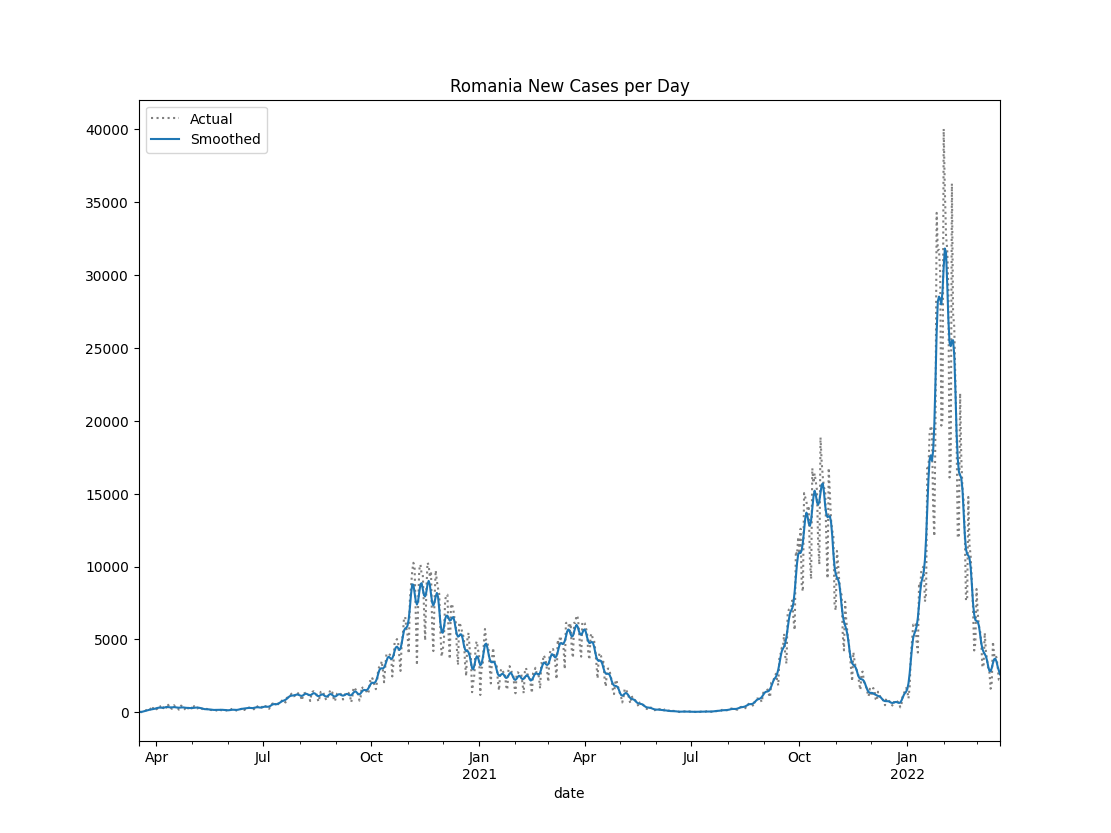 Romania New Cases per Day
Actual
Smoothed
40000
35000
30000
25000
20000
15000
10000
5000
0
Apr
Jul
Oct
Jan
2021
Apr
Jul
Oct
Jan
2022
date